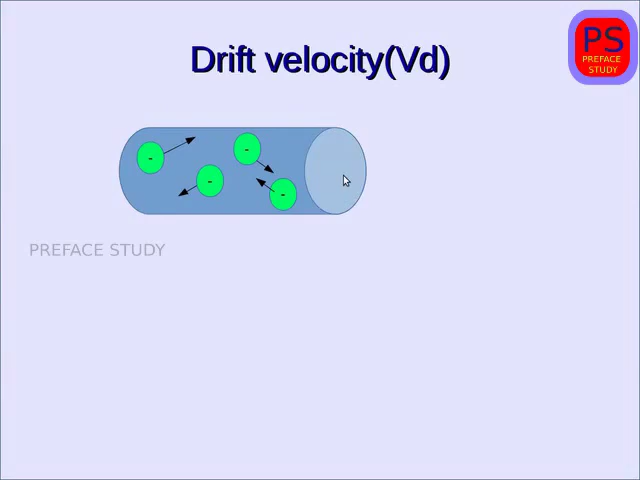 Drift velocity(Vd)
PS
PREFACE
STUDY
-
-
-
-
PREFACE STUDY